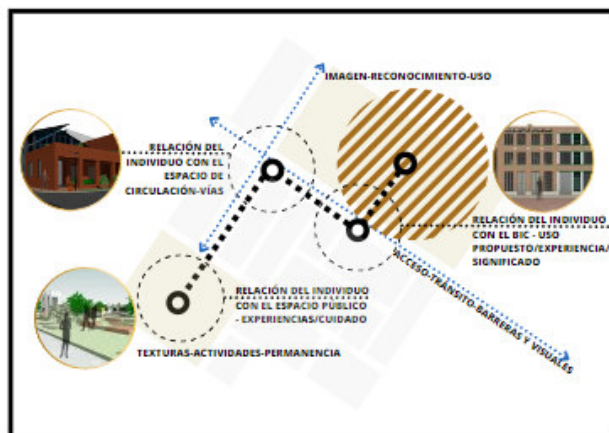 IMAGEN-RECONOCIMIENTO-USO
RELACIÓN DEL
INDIVIDUO CON EL
ESPACIO DE
CIRCULACIÓN-VÍAS
RELACIÓN DEL INDIVIDUO
CON EL BIC - USO
PROPUESTO/EXPERIENCIA/
SIGNIFICADO
ACCESO-TRÁNSITO-BARRERAS Y VISUALES
RELACIÓN DEL INDIVIDUO
CON EL ESPACIO PÚBLICO
- EXPERIENCIAS/CUIDADO
TEXTURAS-ACTIVIDADES-PERMANENCIA